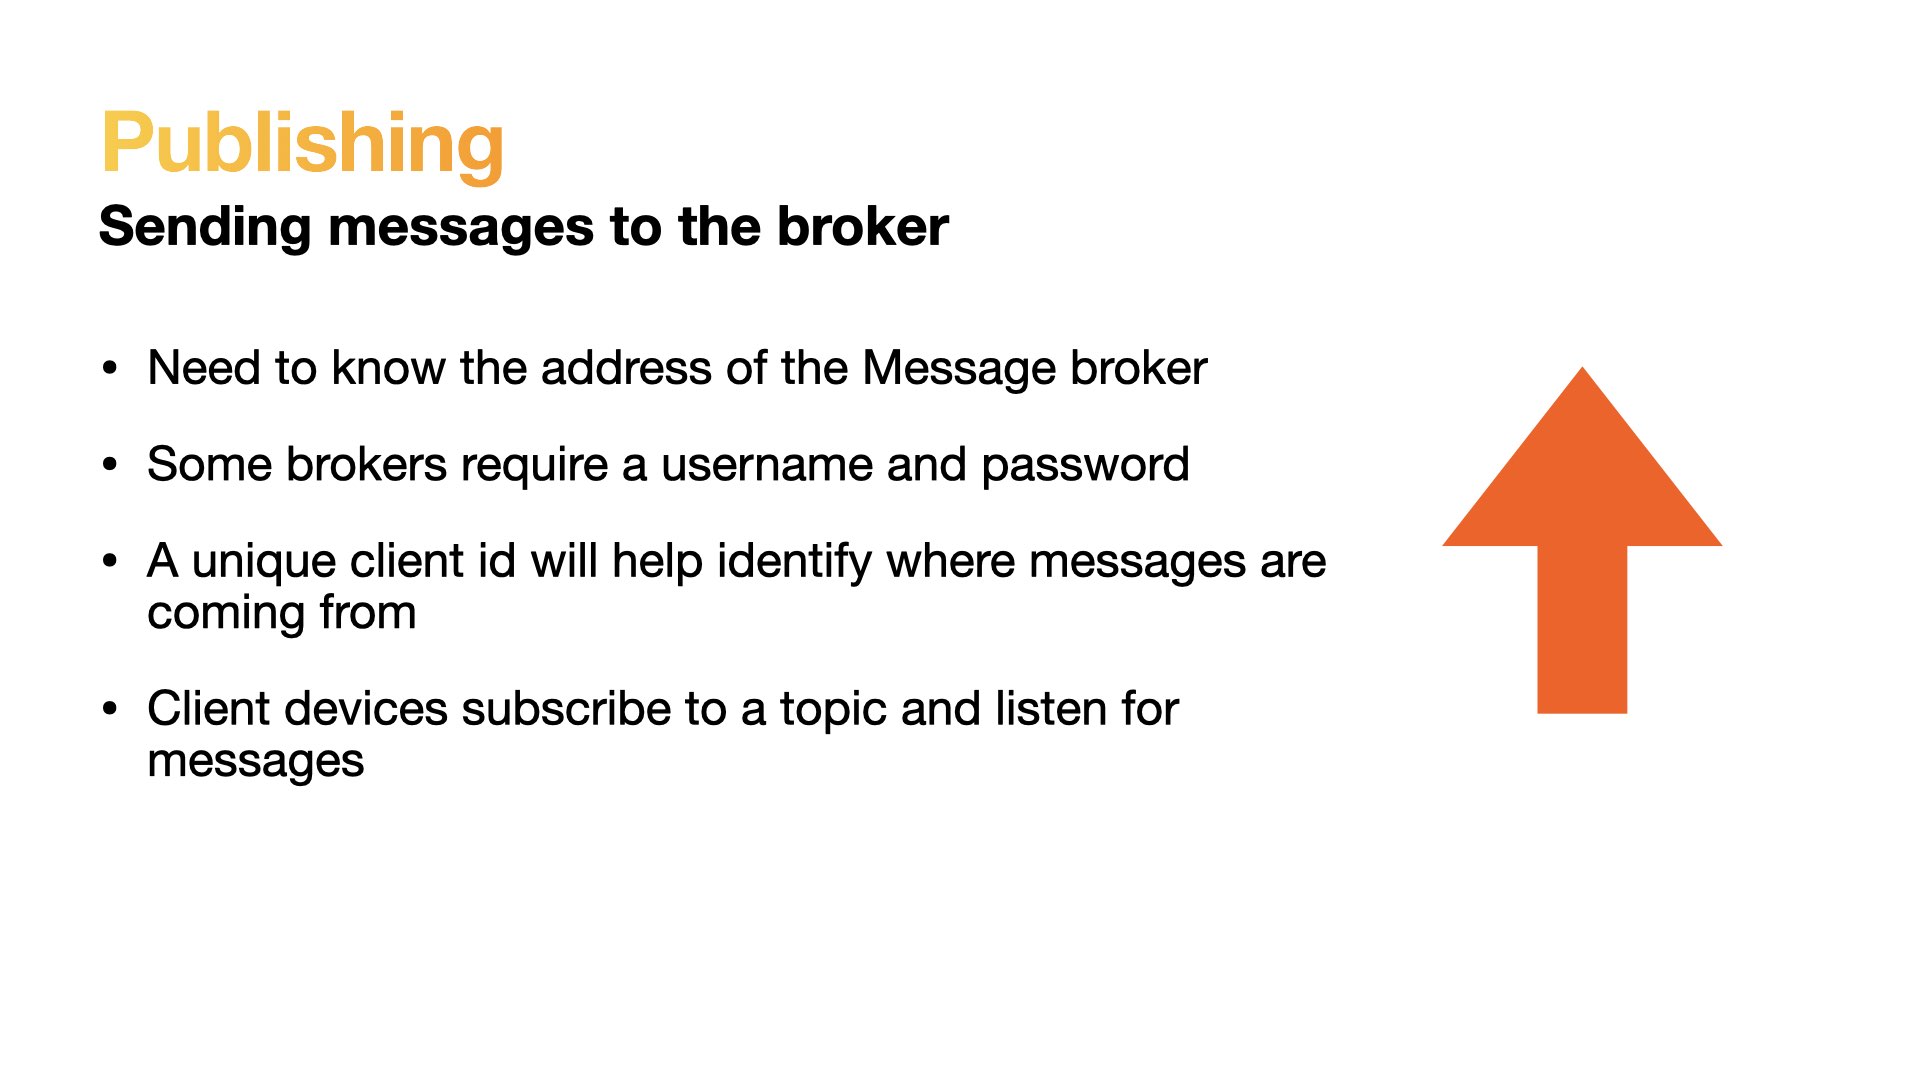 Publishing
Sending messages to the broker
• Need to know the address of the Message broker
• Some brokers require a username and password
• A unique client id will help identify where messages are
coming from
• Client devices subscribe to a topic and listen for
messages